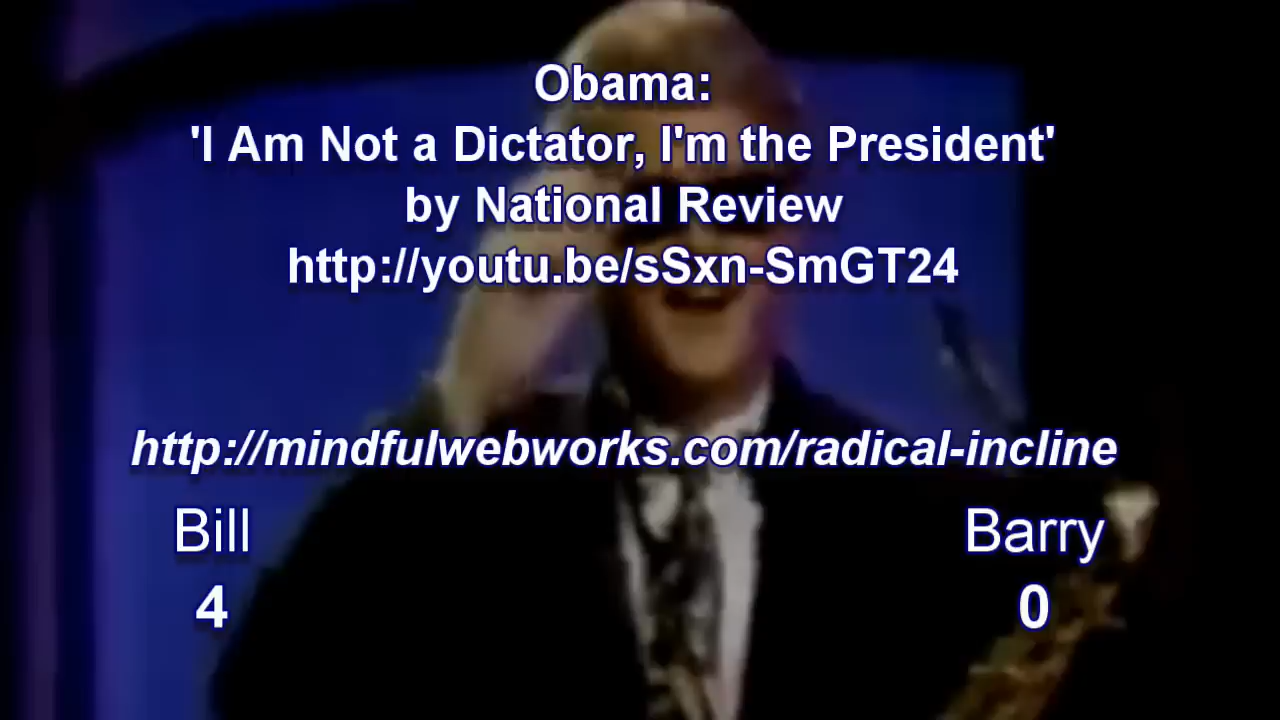 Obama:
'I Am Not a Dictator, I'm the President'
by National Review
http://youtu.be/sSxn-SmGT24
http://mindfulwebworks.com/radical-incline
Bill
Barry
4
0